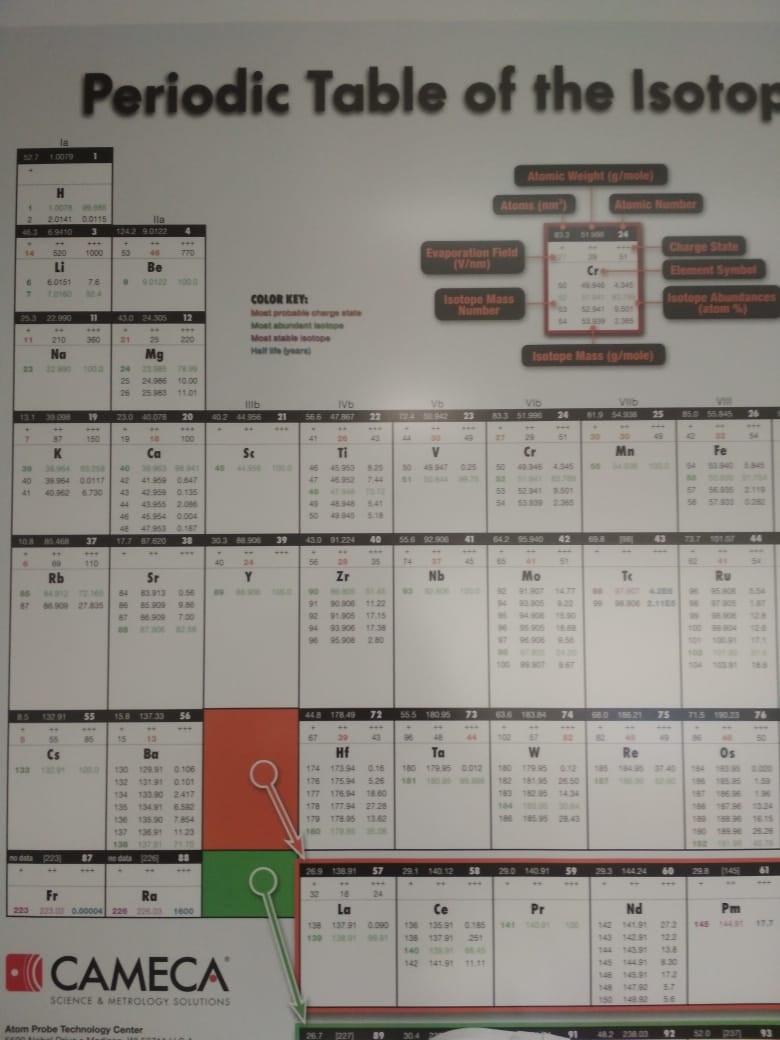 Periodic Table of the Isotop
Ia
52.7 1.0079 1
+
H
1 1.0078 99.985
2 2.0141 0.0115
IIa
46.3 6.9410 3
+ ++ +++
14 520 1000
Li
6 6.0151 7.6
7 7.0160 92.4
124.2 9.0122 4
+ ++ +++
53 46 770
Be
9 9.0122 100.0
Atomic Weight (g/mole)
Atoms (nm³)
Atomic Number
83.3 51.996 24
Evaporation Field (V/nm)
Charge State
Cr
Element Symbol
Isotope Mass Number
Isotope Abundances (atom %)
50 49.946 4.345
53 52.941 9.501
54 53.939 2.365
Isotope Mass (g/mole)
COLOR KEY:
Most probable charge state
Most abundant isotope
Most stable isotope
Half life (years)
25.3 22.990 11
+ ++ +++
11 210 360
Na
23 22.990 100.0
43.0 24.305 12
+ ++ +++
21 25 220
Mg
24 23.985 78.99
25 24.986 10.00
26 25.983 11.01
IIIb
IVb
Vb
VIb
VIIb
VIII
13.1 39.098 19
+ ++ +++
7 87 150
K
39 38.964 93.258
40 39.964 0.0117
41 40.962 6.730
23.0 40.078 20
+ ++ +++
19 18 100
Ca
40 39.963 96.941
42 41.959 0.647
43 42.959 0.135
44 43.955 2.086
46 45.954 0.004
48 47.953 0.187
40.2 44.956 21
+ ++ +++
Sc
45 44.956 100.0
56.6 47.867 22
+ ++ +++
41 26 43
Ti
46 45.953 8.25
47 46.952 7.44
48 47.948 73.72
49 48.948 5.41
50 49.945 5.18
72.4 50.942 23
+ ++ +++
44 30 49
V
50 49.947 0.25
51 50.944 99.75
83.3 51.996 24
+ ++ +++
27 29 51
Cr
50 49.946 4.345
52 51.941 83.789
53 52.941 9.501
54 53.939 2.365
81.9 54.938 25
+ ++ +++
30 30 49
Mn
55 54.938 100.0
85.0 55.845 26
+ ++ +++
42 33 54
Fe
54 53.940 5.845
56 55.935 91.754
57 56.935 2.119
58 57.933 0.282
10.8 85.468 37
+ ++ +++
6 69 110
Rb
85 84.912 72.165
87 86.909 27.835
17.7 87.620 38
+ ++ +++
Sr
84 83.913 0.56
86 85.909 9.86
87 86.909 7.00
88 87.906 82.58
30.3 88.906 39
+ ++ +++
40 24
Y
89 88.906 100.0
43.0 91.224 40
+ ++ +++
56 28 35
Zr
90 89.905 51.45
91 90.906 11.22
92 91.905 17.15
94 93.906 17.38
96 95.908 2.80
55.6 92.906 41
+ ++ +++
74 37 45
Nb
93 92.906 100.0
64.2 95.940 42
+ ++ +++
65 41 51
Mo
92 91.907 14.77
94 93.905 9.22
95 94.906 15.90
96 95.905 16.68
97 96.906 9.56
100 99.907 9.67
69.8 [98] 43
+ ++ +++
Tc
98 97.907 4.2E6
99 98.906 2.11E5
73.7 101.07 44
+ ++ +++
62 41 54
Ru
96 95.908 5.54
98 97.905 1.87
100 99.904 12.6
101 100.91 17.1
104 103.91 18.6
8.5 132.91 55
+ ++ +++
5 55 85
Cs
133 132.91 100.0
15.8 137.33 56
+ ++ +++
15 13
Ba
130 129.91 0.106
132 131.91 0.101
134 133.90 2.417
135 134.91 6.592
136 135.90 7.854
137 136.91 11.23
138 137.91 71.70
44.8 178.49 72
+ ++ +++
67 39 43
Hf
174 173.94 0.16
176 175.94 5.26
177 176.94 18.60
178 177.94 27.28
179 178.95 13.62
180 179.95 35.08
55.5 180.95 73
+ ++ +++
96 48 44
Ta
180 179.95 0.012
181 180.95 99.988
63.6 183.84 74
+ ++ +++
102 57 52
W
180 179.95 0.12
182 181.95 26.50
183 182.95 14.34
184 183.95 30.64
186 185.95 28.43
68.0 186.21 75
+ ++ +++
82 45 49
Re
185 184.95 37.40
187 186.96 62.60
71.5 190.23 76
+ ++ +++
86 48 50
Os
184 183.95 0.020
186 185.95 1.59
187 186.96 1.96
188 187.96 13.24
189 188.96 16.15
190 189.96 26.26
no data [223] 87
+ ++ +++
Fr
223 223.02 0.00004
no data [226] 88
+ ++ +++
Ra
226 226.03 1600
26.9 138.91 57
+ ++ +++
32 18 24
La
138 137.91 0.090
139 138.91 99.91
29.1 140.12 58
+ ++ +++
Ce
136 135.91 0.185
138 137.91 .251
140 139.91 88.45
142 141.91 11.11
29.0 140.91 59
+ ++ +++
Pr
141 140.91 100
29.3 144.24 60
+ ++ +++
Nd
142 141.91 27.2
143 142.91 12.2
144 143.91 23.8
145 144.91 8.30
146 145.91 17.2
148 147.92 5.7
150 149.92 5.6
29.8 [145] 61
+ ++ +++
Pm
145 144.91 17.7
CAMECA®
SCIENCE & METROLOGY SOLUTIONS
Atom Probe Technology Center
26.7 [227] 89
30.4
91
48.2 238.03 92
52.0 [237] 93